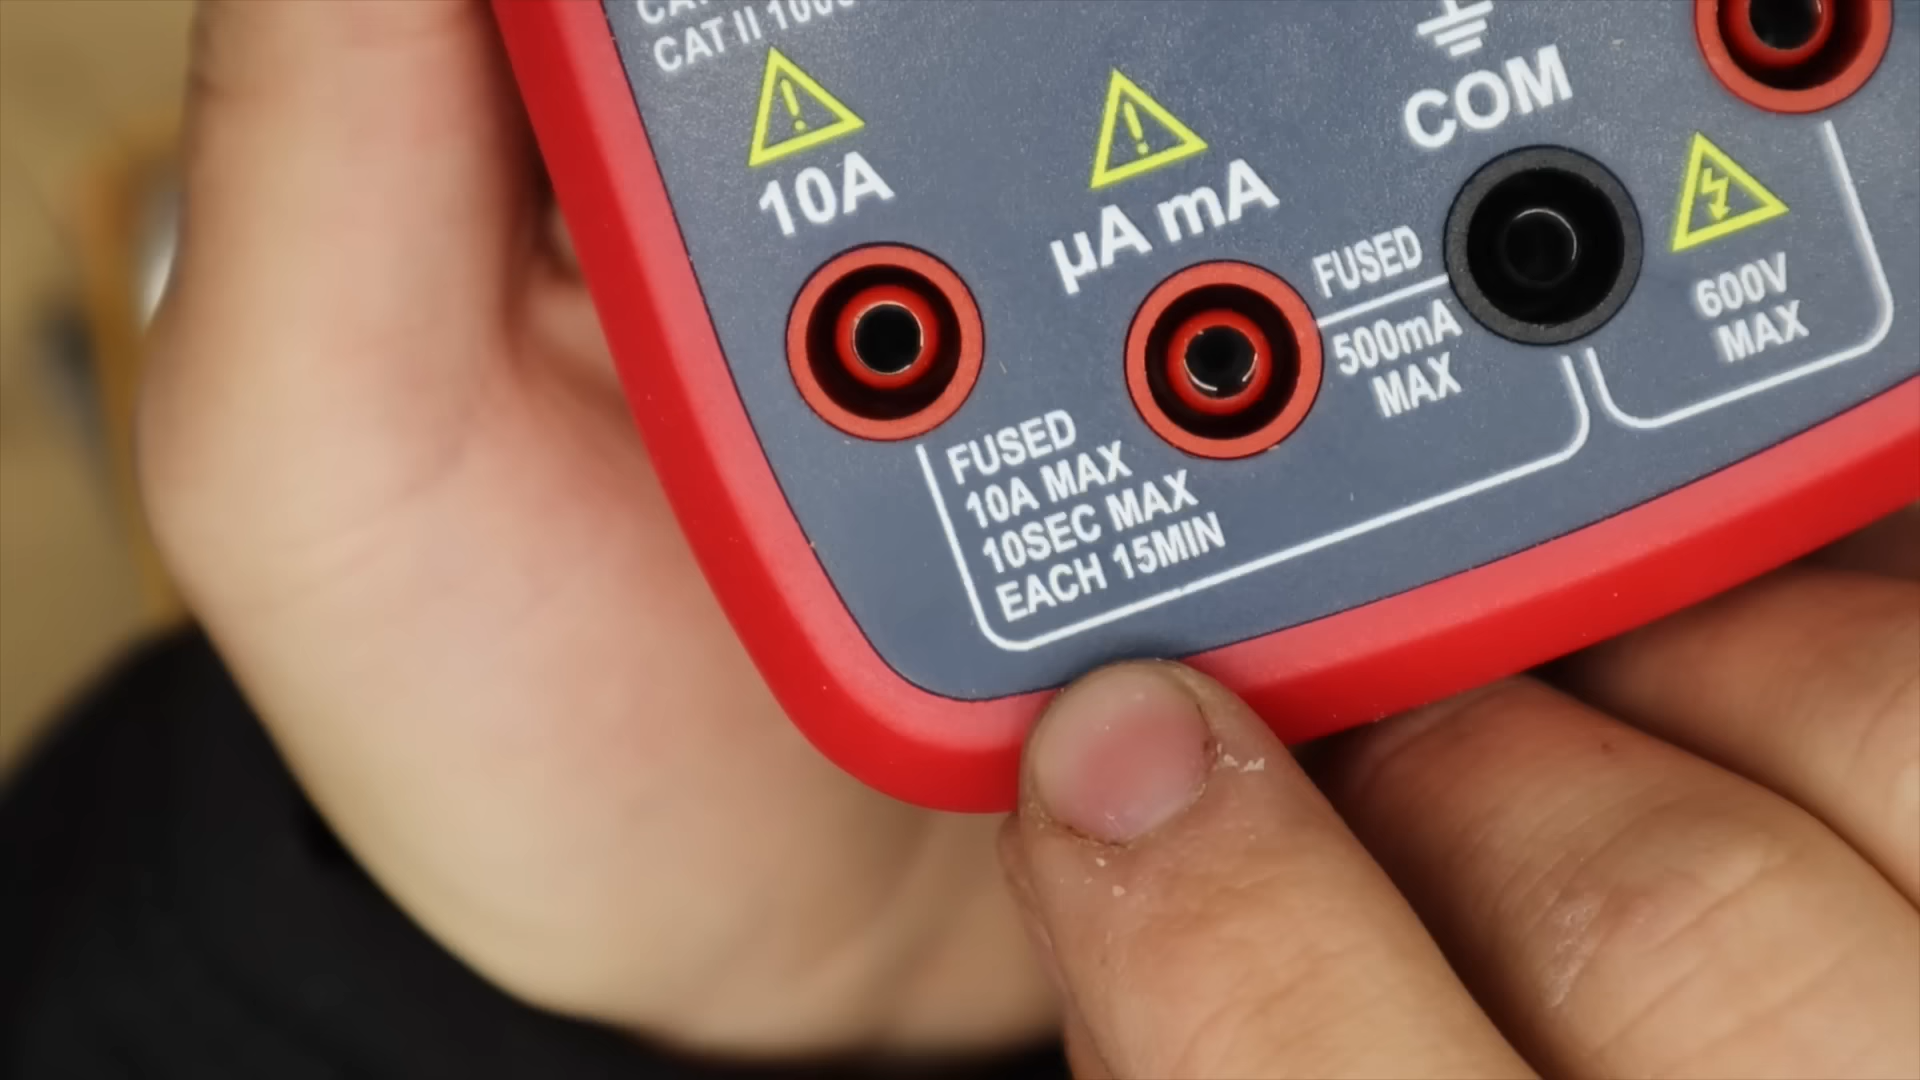 CAT II
10A
µA mA
COM
FUSED
500mA
MAX
600V
MAX
FUSED
10A MAX
10SEC MAX
EACH 15MIN